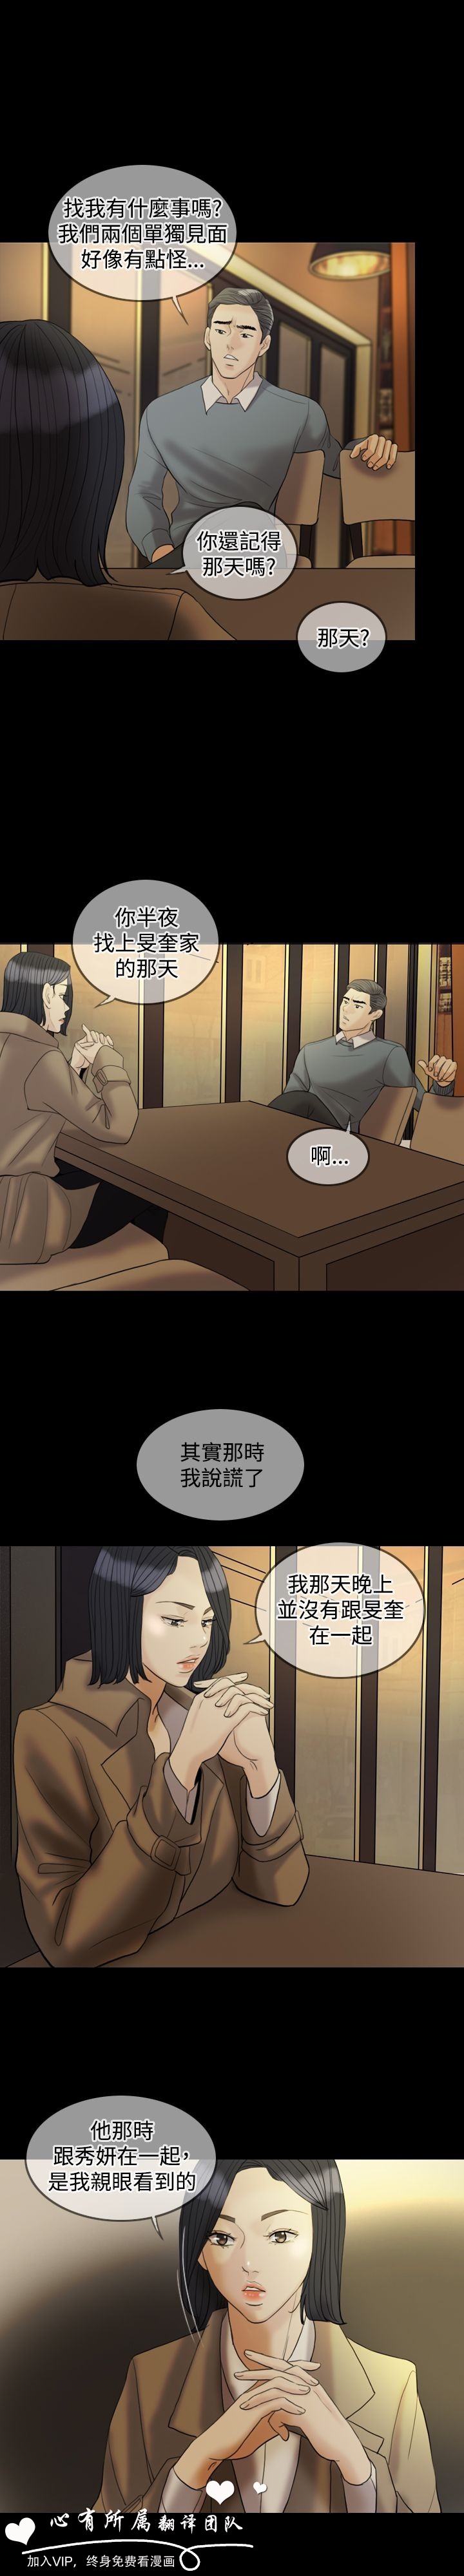 找我有什麼事嗎?
我們兩個單獨見面
好像有點怪...
你還記得
那天嗎?
那天?
你半夜
找上旻奎家
的那天
啊...
其實那時
我說謊了
我那天晚上
並沒有跟旻奎
在一起
他那時
跟秀妍在一起,
是我親眼看到的
心有所属翻译团队
加入VIP，终身免费看漫画